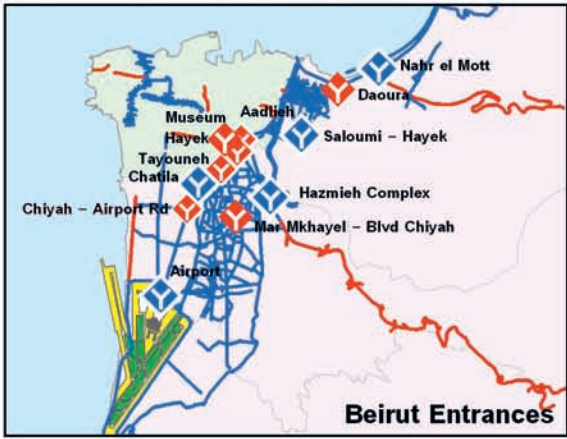 Nahr el Mott
Daoura
Aadlieh
Museum
Hayek
Saloumi – Hayek
Tayouneh
Chatila
Hazmieh Complex
Chiyah – Airport Rd
Mar Mkhayel – Blvd Chiyah
Airport
Beirut Entrances